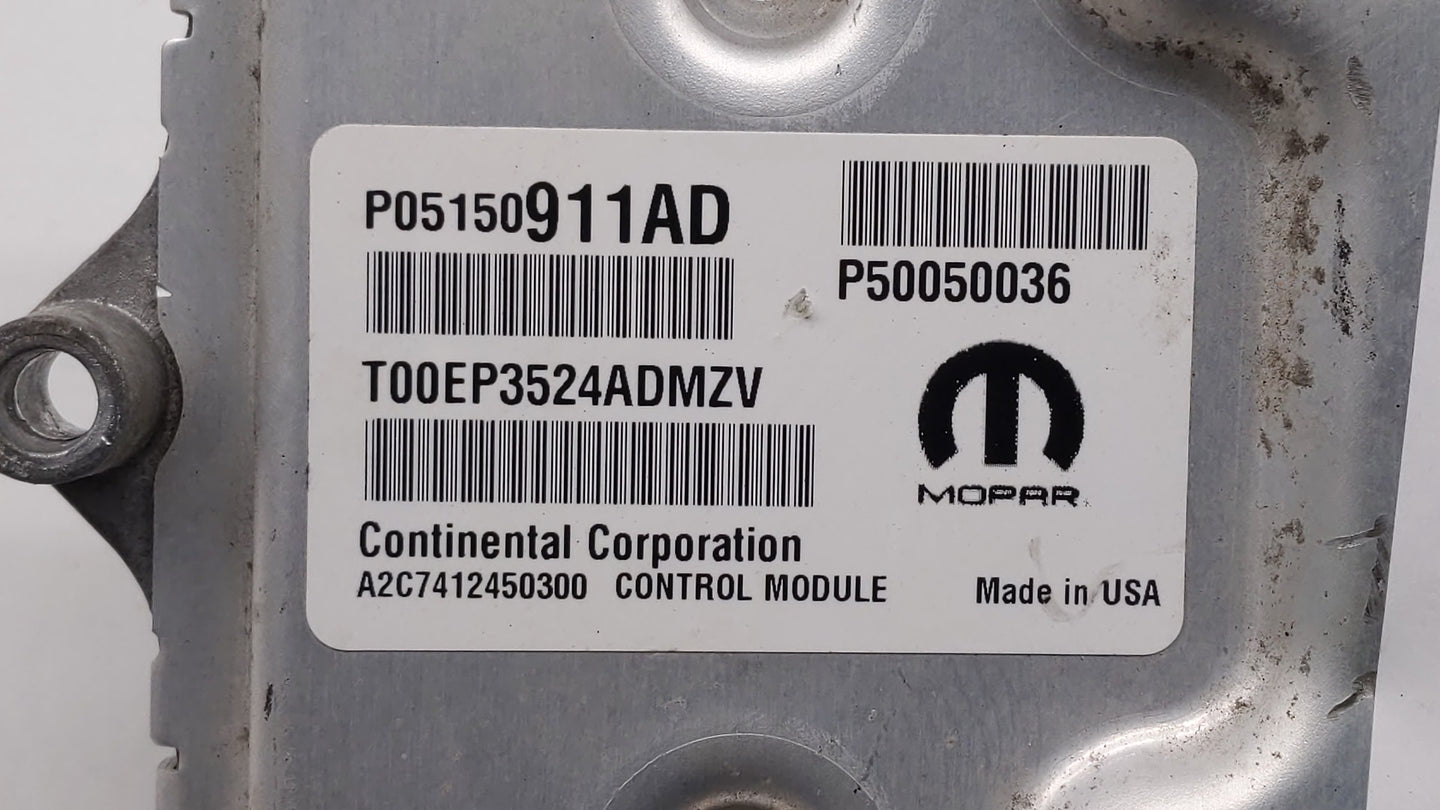 P05150911AD
P50050036
T00EP3524ADMZV
MOPAR
Continental Corporation
A2C7412450300 CONTROL MODULE Made in USA